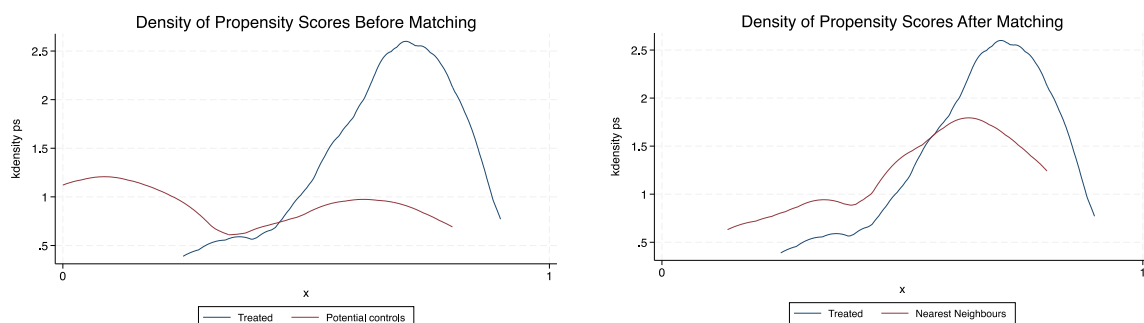 Density of Propensity Scores Before Matching
2.5
2
1.5
1
.5
kdensity ps
0
1
x
Treated
Potential controls
Density of Propensity Scores After Matching
2.5
2
1.5
1
.5
kdensity ps
0
1
x
Treated
Nearest Neighbours